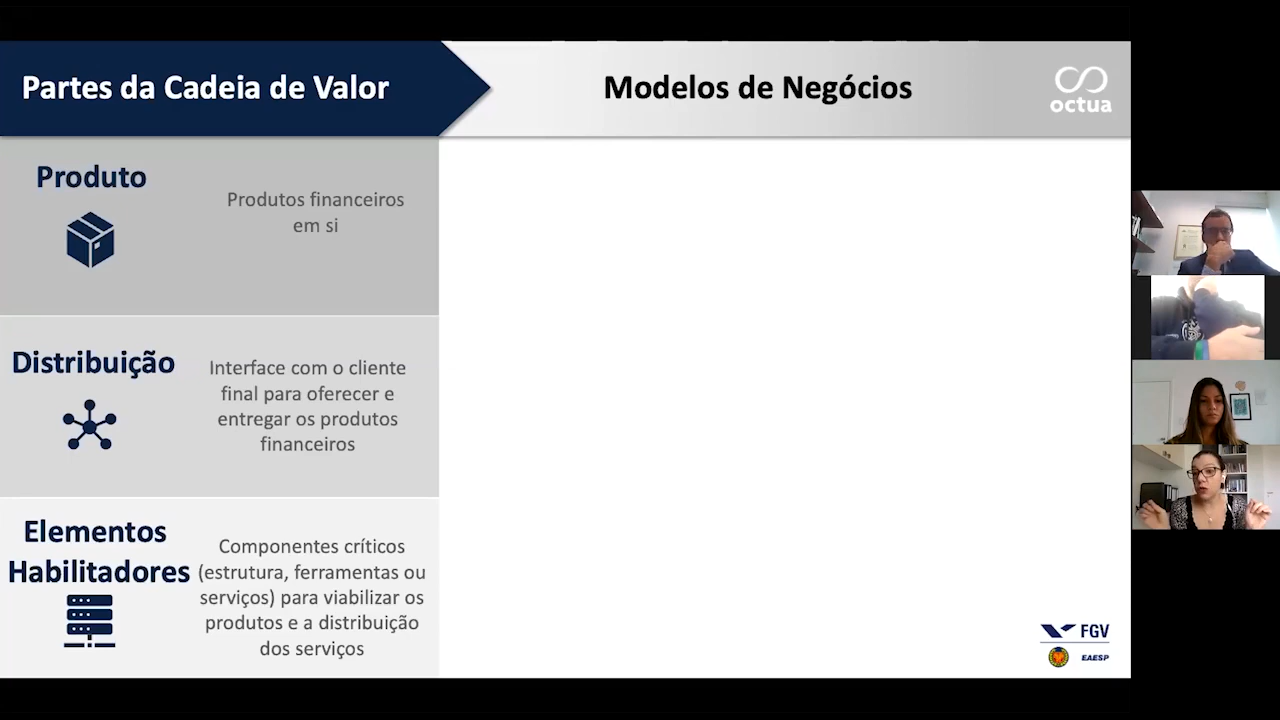 Partes da Cadeia de Valor
Modelos de Negócios
octua
Produto
Produtos financeiros
em si
Distribuição
Interface com o cliente
final para oferecer e
entregar os produtos
financeiros
Elementos
Habilitadores
Componentes críticos
(estrutura, ferramentas ou
serviços) para viabilizar os
produtos e a distribuição
dos serviços
FGV
EAESP